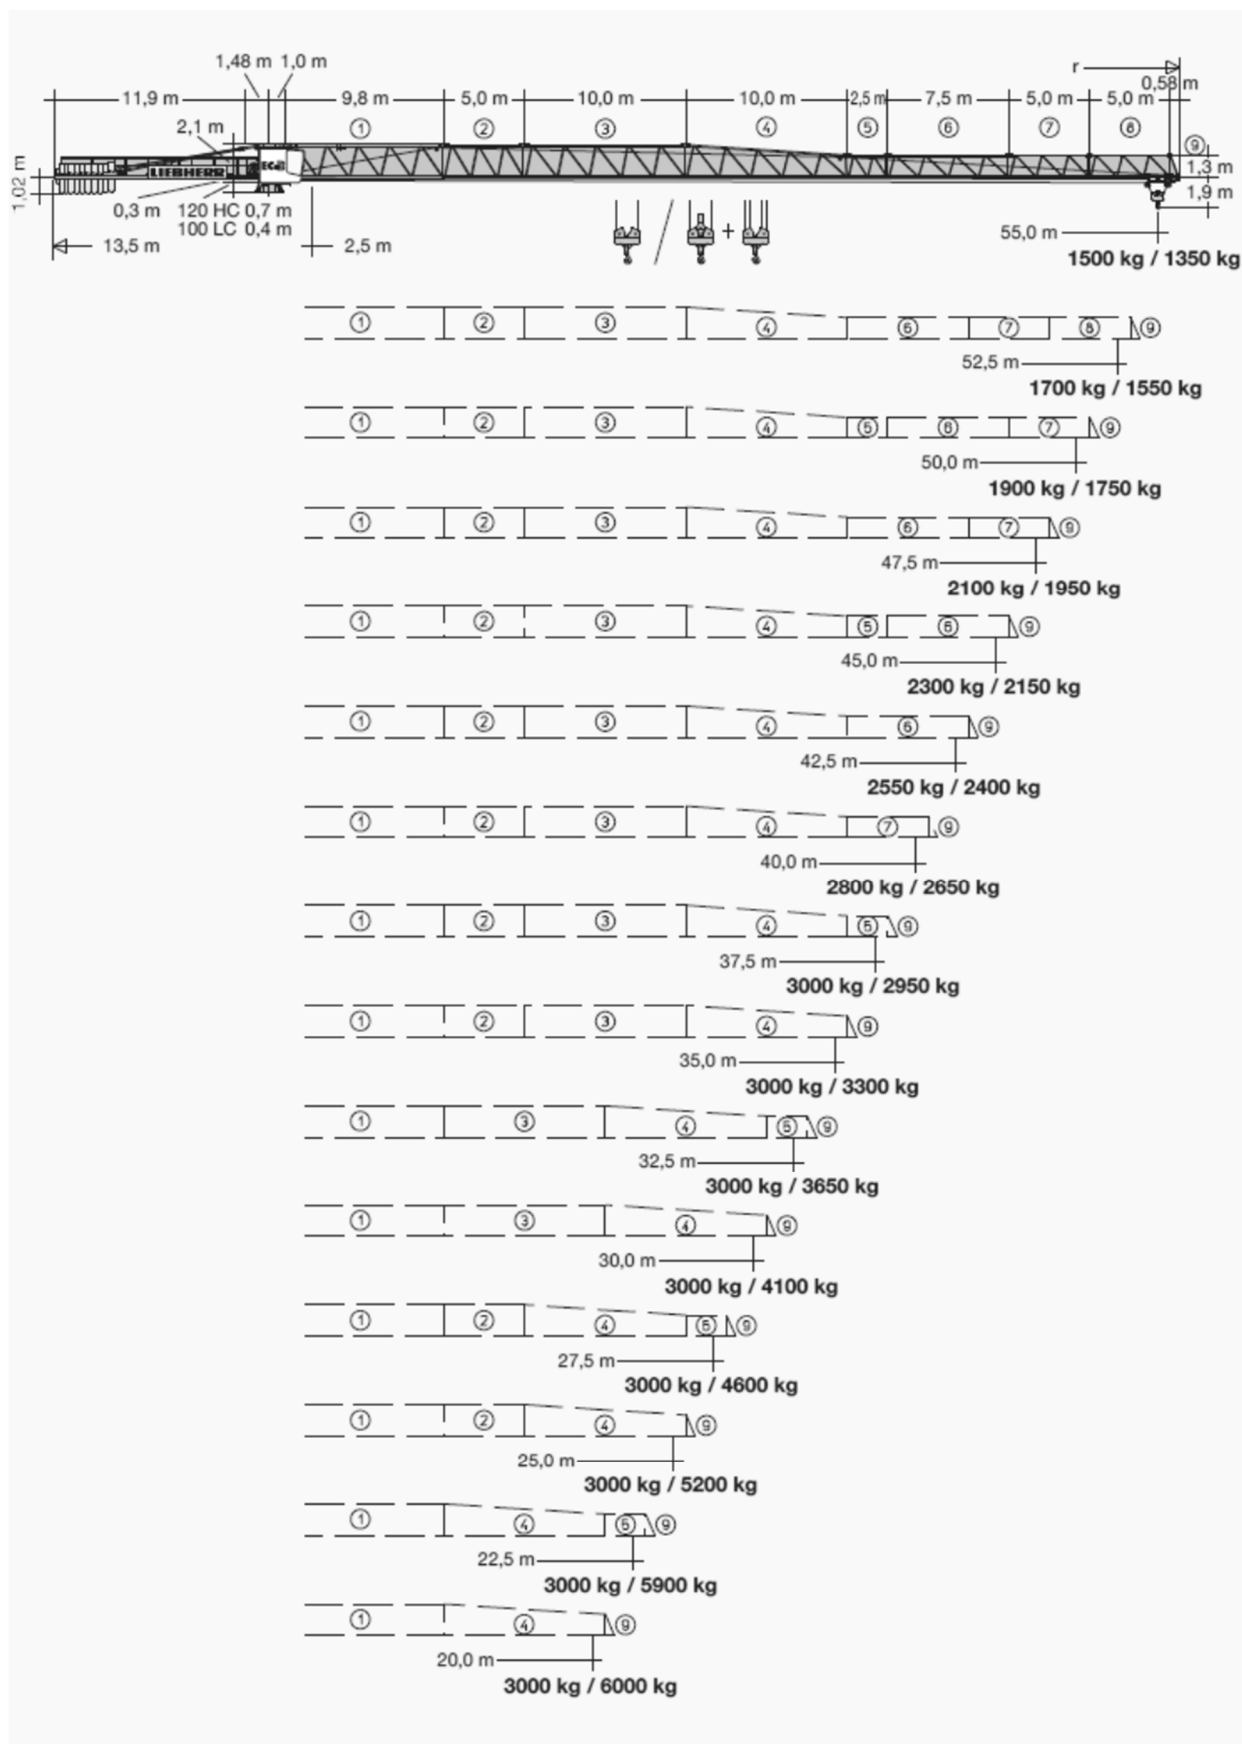 1,48 m 1,0 m
r
0,58 m
11,9 m 9,8 m 5,0 m 10,0 m 10,0 m 2,5 m 7,5 m 5,0 m 5,0 m
① ② ③ ④ ⑤ ⑥ ⑦ ⑧ ⑨
2,1 m
1,02 m
LIEBHERR
1,3 m
1,9 m
0,3 m 120 HC 0,7 m
100 LC 0,4 m
13,5 m 2,5 m
/ +
55,0 m
1500 kg / 1350 kg
① ② ③ ④ ⑥ ⑦ ⑧ ⑨
52,5 m
1700 kg / 1550 kg
① ② ③ ④ ⑤ ⑥ ⑦ ⑨
50,0 m
1900 kg / 1750 kg
① ② ③ ④ ⑥ ⑦ ⑨
47,5 m
2100 kg / 1950 kg
① ② ③ ④ ⑤ ⑥ ⑨
45,0 m
2300 kg / 2150 kg
① ② ③ ④ ⑥ ⑨
42,5 m
2550 kg / 2400 kg
① ② ③ ④ ⑦ ⑨
40,0 m
2800 kg / 2650 kg
① ② ③ ④ ⑤ ⑨
37,5 m
3000 kg / 2950 kg
① ② ③ ④ ⑨
35,0 m
3000 kg / 3300 kg
① ③ ④ ⑤ ⑨
32,5 m
3000 kg / 3650 kg
① ③ ④ ⑨
30,0 m
3000 kg / 4100 kg
① ② ④ ⑤ ⑨
27,5 m
3000 kg / 4600 kg
① ② ④ ⑨
25,0 m
3000 kg / 5200 kg
① ④ ⑤ ⑨
22,5 m
3000 kg / 5900 kg
① ④ ⑨
20,0 m
3000 kg / 6000 kg